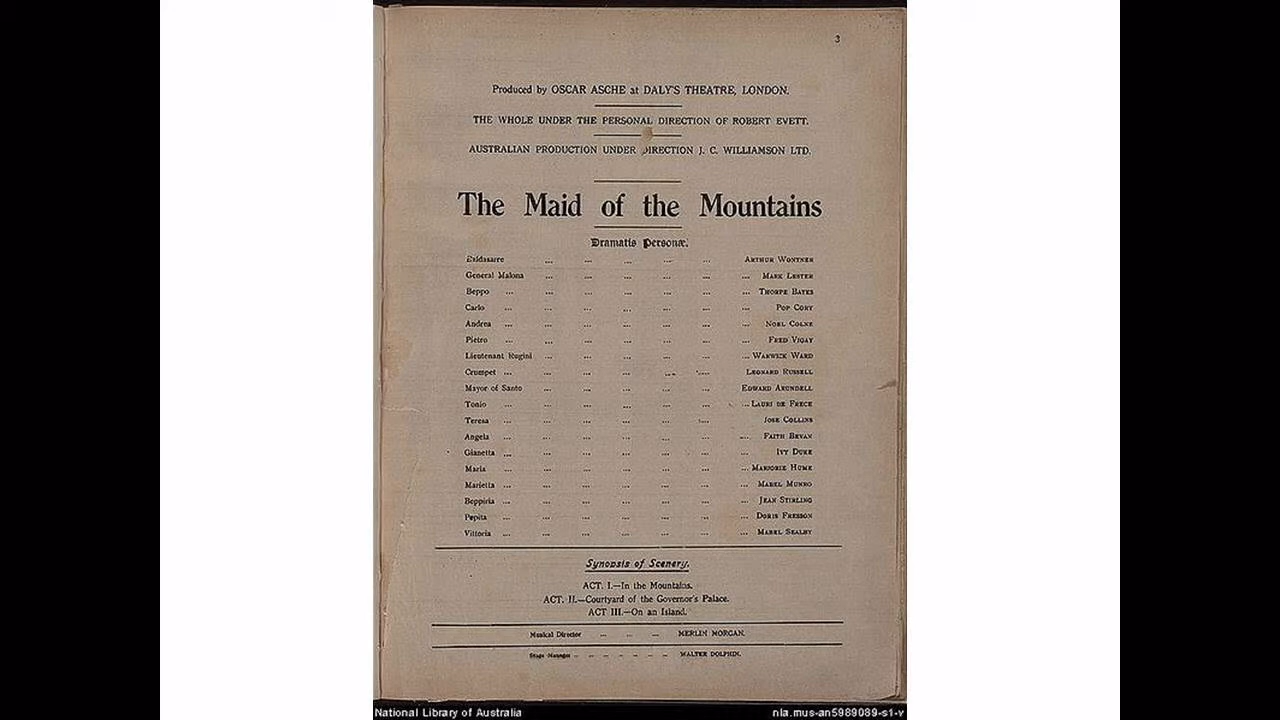 3
Produced by OSCAR ASCHE at DALY'S THEATRE, LONDON.
THE WHOLE UNDER THE PERSONAL DIRECTION OF ROBERT EVETT.
AUSTRALIAN PRODUCTION UNDER DIRECTION J. C. WILLIAMSON LTD.
The Maid of the Mountains
Dramatis Personæ.
Baldasarre ... ... ... ... ... ARTHUR WONTNER
General Malona ... ... ... ... ... ... MARK LESTER
Beppo ... ... ... ... ... ... ... THORPE BATES
Carlo ... ... ... ... ... ... ... POP CORY
Andrea ... ... ... ... ... ... ... NOEL COLNE
Pietro ... ... ... ... ... ... ... FRED VIGAY
Lieutenant Rugini ... ... ... ... ... ... WARWICK WARD
Crumpet ... ... ... ... ... ... LEONARD RUSSELL
Mayor of Santo ... ... ... ... ... EDWARD ARUNDELL
Tonio ... ... ... ... ... ... ... LAURI DE FRECE
Teresa ... ... ... ... ... ... JOSE COLLINS
Angela ... ... ... ... ... ... ... FAITH BEVAN
Gianetta ... ... ... ... ... ... ... IVY DUKE
Maria ... ... ... ... ... ... ... MARJORIE HUME
Marietta ... ... ... ... ... ... ... MABEL MUNRO
Beppiria ... ... ... ... ... ... ... JEAN STIRLING
Pepita ... ... ... ... ... ... ... DORIS FRESSON
Vittoria ... ... ... ... ... ... ... MABEL SEALBY
Synopsis of Scenery.
ACT. I.—In the Mountains.
ACT. II.—Courtyard of the Governor's Palace.
ACT III.—On an Island.
Musical Director ... ... ... MERLIN MORGAN.
Stage Manager .. .. .. .. .. .. .. WALTER DOLPHIN.
National Library of Australia nla.mus-an5989089-s1-v